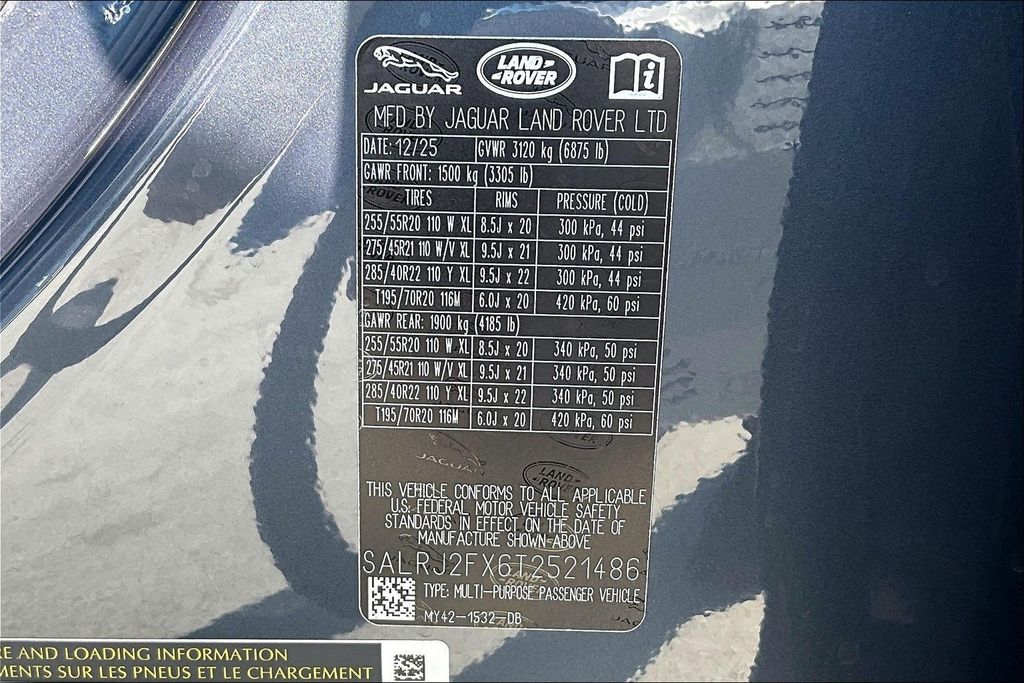 JAGUAR
LAND-
-ROVER
i
MFD BY JAGUAR LAND ROVER LTD
DATE: 12/25 GVWR 3120 kg (6875 lb)
GAWR FRONT: 1500 kg (3305 lb)
TIRES RIMS PRESSURE (COLD)
255/55R20 110 W XL 8.5J x 20 300 kPa, 44 psi
275/45R21 110 W/V XL 9.5J x 21 300 kPa, 44 psi
285/40R22 110 Y XL 9.5J x 22 300 kPa, 44 psi
T195/70R20 116M 6.0J x 20 420 kPa, 60 psi
GAWR REAR: 1900 kg (4185 lb)
255/55R20 110 W XL 8.5J x 20 340 kPa, 50 psi
275/45R21 110 W/V XL 9.5J x 21 340 kPa, 50 psi
285/40R22 110 Y XL 9.5J x 22 340 kPa, 50 psi
T195/70R20 116M 6.0J x 20 420 kPa, 60 psi
JAGUAR
LAND-
-ROVER
THIS VEHICLE CONFORMS TO ALL APPLICABLE
U.S. FEDERAL MOTOR VEHICLE SAFETY
STANDARDS IN EFFECT ON THE DATE OF
MANUFACTURE SHOWN ABOVE
SALRJ2FX6T2521486
TYPE: MULTI-PURPOSE PASSENGER VEHICLE
MY42-1532-DB
RE AND LOADING INFORMATION
MENTS SUR LES PNEUS ET LE CHARGEMENT